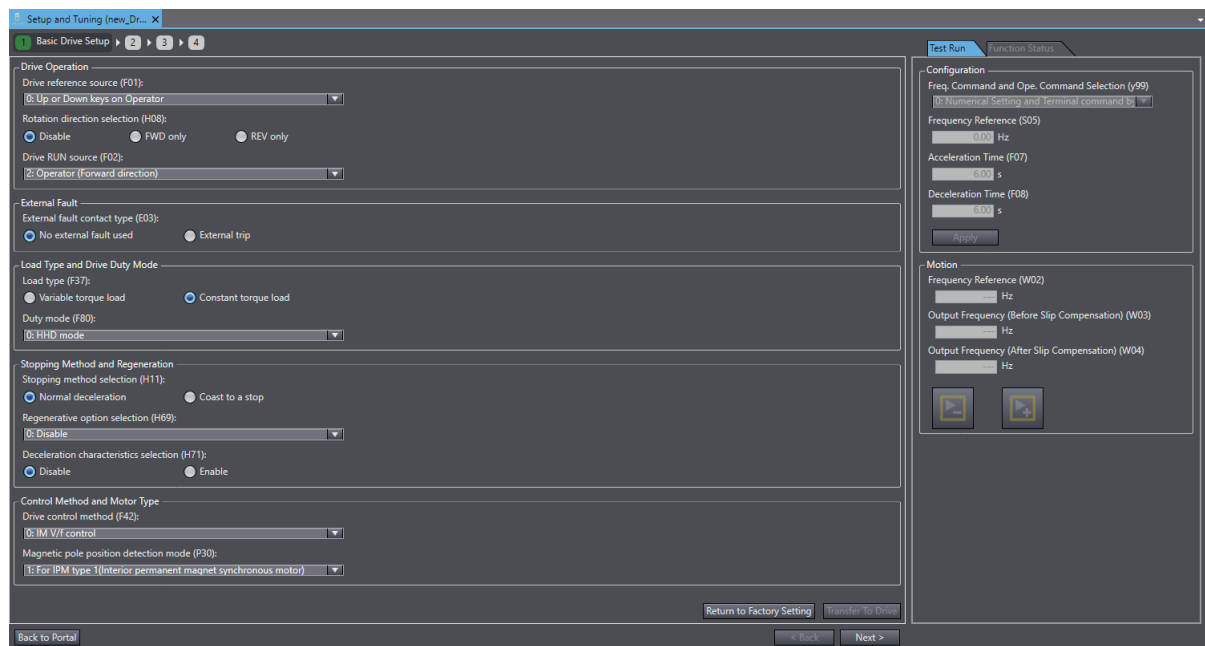 Setup and Tuning (new_Dr... X
1 Basic Drive Setup 2 3 4
Drive Operation
Drive reference source (F01):
0: Up or Down keys on Operator
Rotation direction selection (H08):
Disable FWD only REV only
Drive RUN source (F02):
2: Operator (Forward direction)
External Fault
External fault contact type (E03):
No external fault used External trip
Load Type and Drive Duty Mode
Load type (F37):
Variable torque load Constant torque load
Duty mode (F80):
0: HHD mode
Stopping Method and Regeneration
Stopping method selection (H11):
Normal deceleration Coast to a stop
Regenerative option selection (H69):
0: Disable
Deceleration characteristics selection (H71):
Disable Enable
Control Method and Motor Type
Drive control method (F42):
0: IM V/f control
Magnetic pole position detection mode (P30):
1: For IPM type 1(Interior permanent magnet synchronous motor)
Return to Factory Setting Transfer To Drive
Back to Portal < Back Next >
Test Run Function Status
Configuration
Freq. Command and Ope. Command Selection (y99)
0: Numerical Setting and Terminal command b
Frequency Reference (S05)
0.00 Hz
Acceleration Time (F07)
6.00 s
Deceleration Time (F08)
6.00 s
Apply
Motion
Frequency Reference (W02)
--- Hz
Output Frequency (Before Slip Compensation) (W03)
--- Hz
Output Frequency (After Slip Compensation) (W04)
--- Hz